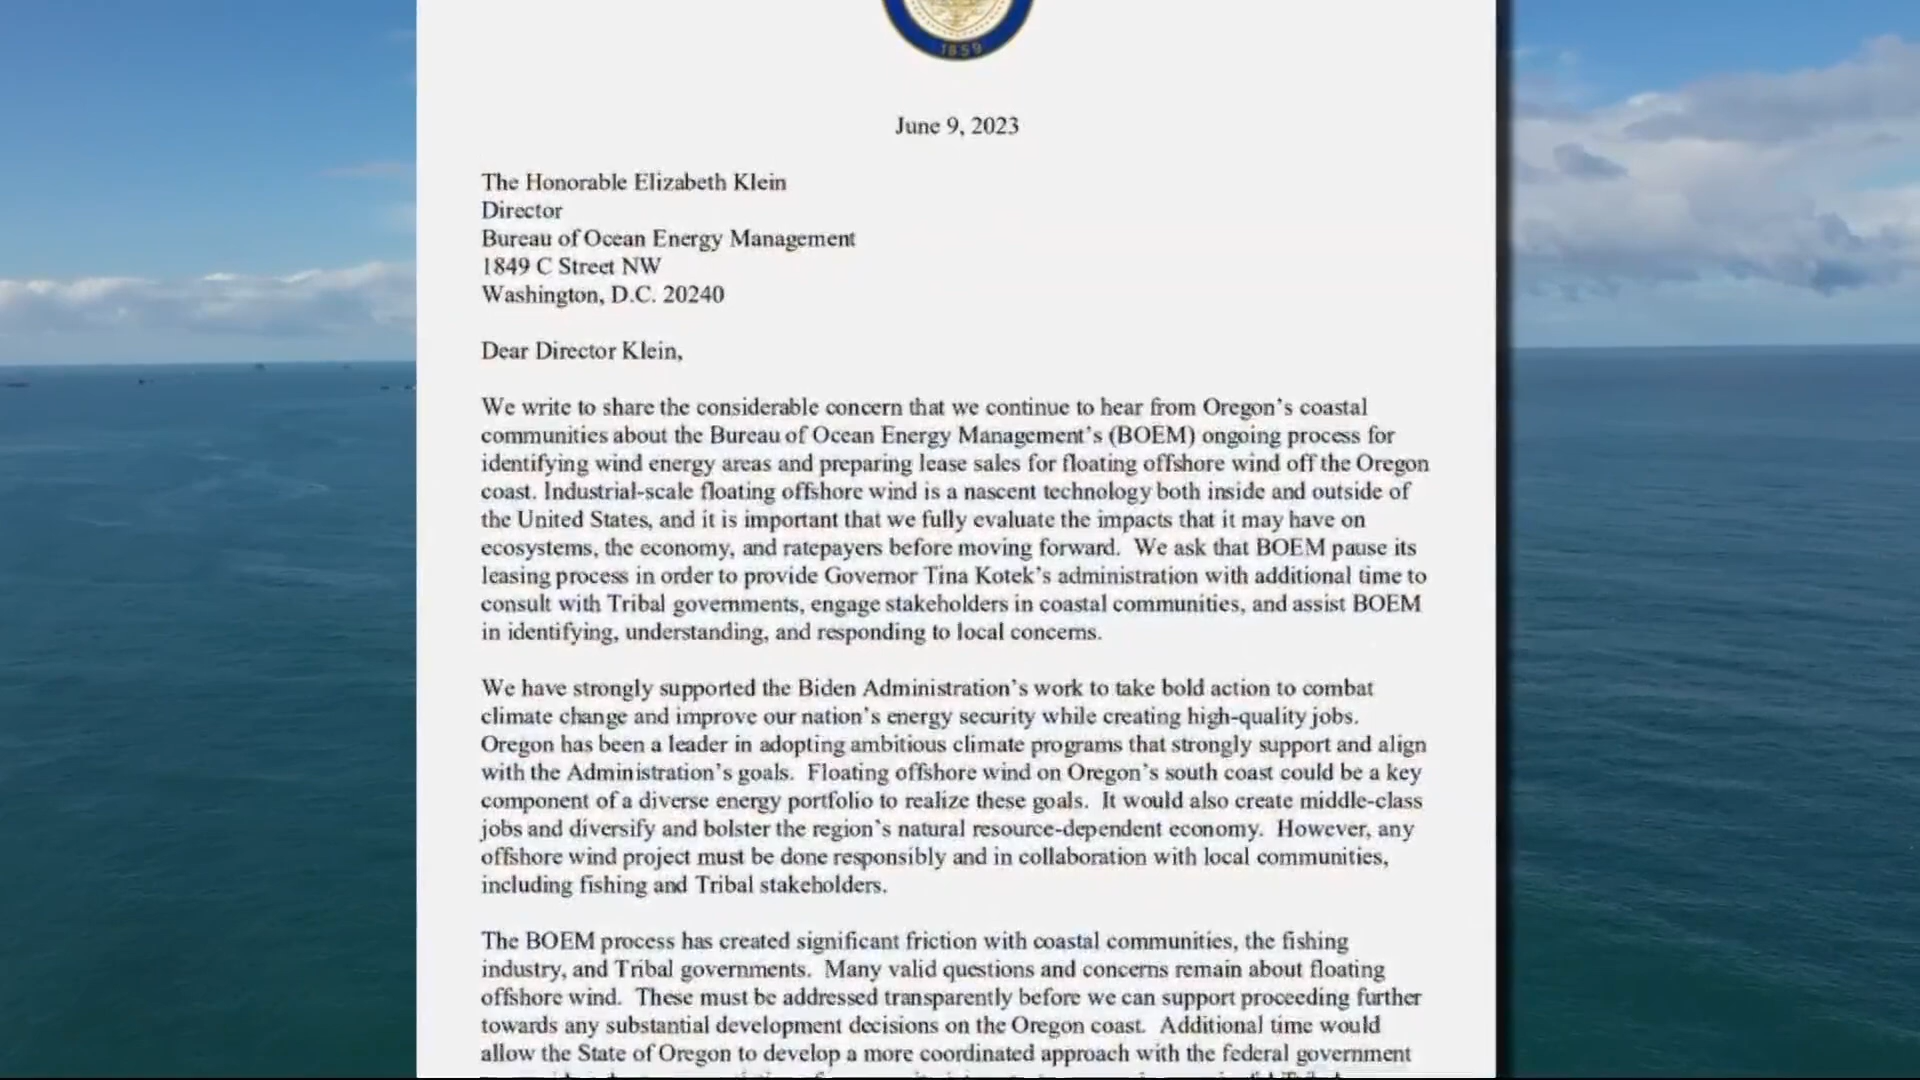 1859
June 9, 2023
The Honorable Elizabeth Klein
Director
Bureau of Ocean Energy Management
1849 C Street NW
Washington, D.C. 20240
Dear Director Klein,
We write to share the considerable concern that we continue to hear from Oregon's coastal
communities about the Bureau of Ocean Energy Management's (BOEM) ongoing process for
identifying wind energy areas and preparing lease sales for floating offshore wind off the Oregon
coast. Industrial-scale floating offshore wind is a nascent technology both inside and outside of
the United States, and it is important that we fully evaluate the impacts that it may have on
ecosystems, the economy, and ratepayers before moving forward.  We ask that BOEM pause its
leasing process in order to provide Governor Tina Kotek's administration with additional time to
consult with Tribal governments, engage stakeholders in coastal communities, and assist BOEM
in identifying, understanding, and responding to local concerns.
We have strongly supported the Biden Administration's work to take bold action to combat
climate change and improve our nation's energy security while creating high-quality jobs.
Oregon has been a leader in adopting ambitious climate programs that strongly support and align
with the Administration's goals.  Floating offshore wind on Oregon's south coast could be a key
component of a diverse energy portfolio to realize these goals.  It would also create middle-class
jobs and diversify and bolster the region's natural resource-dependent economy.  However, any
offshore wind project must be done responsibly and in collaboration with local communities,
including fishing and Tribal stakeholders.
The BOEM process has created significant friction with coastal communities, the fishing
industry, and Tribal governments.  Many valid questions and concerns remain about floating
offshore wind.  These must be addressed transparently before we can support proceeding further
towards any substantial development decisions on the Oregon coast.  Additional time would
allow the State of Oregon to develop a more coordinated approach with the federal government